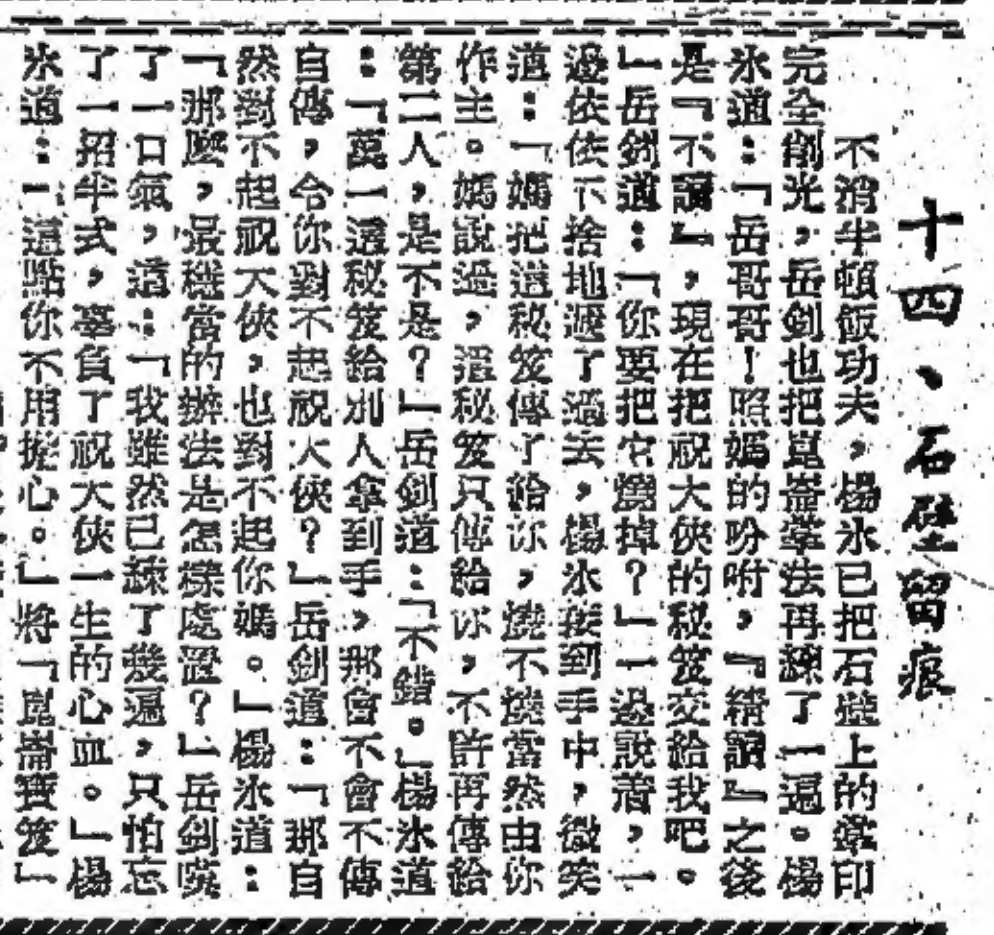 十四、石壁留痕
不消半頓飯功夫，楊氷已把石壁上的掌印
完全削光，岳劍也把崑崙掌法再練了一遍。楊
氷道：「岳哥哥！照媽的吩咐，『精讀』之後
是『不讀』，現在把祝大俠的秘笈交給我吧。
」岳劍道：「你要把它燒掉？」一邊說着，一
邊依依不捨地遞了過去，楊氷接到手中，微笑
道：「媽把這秘笈傳了給你，燒不燒當然由你
作主。媽說過，這秘笈只傳給你，不許再傳給
第二人，是不是？」岳劍道：「不錯。」楊氷道
：「萬一這秘笈給別人拿到手，那會不會不傳
自傳，令你對不起祝大俠？」岳劍道：「那自
然對不起祝大俠，也對不起你媽。」楊氷道：
「那麼，最穩當的辦法是怎樣處置？」岳劍嘆
了一口氣，道：「我雖然已練了幾遍，只怕忘
了一招半式，辜負了祝大俠一生的心血。」楊
氷道：「這點你不用擔心。」將「崑崙寶笈」